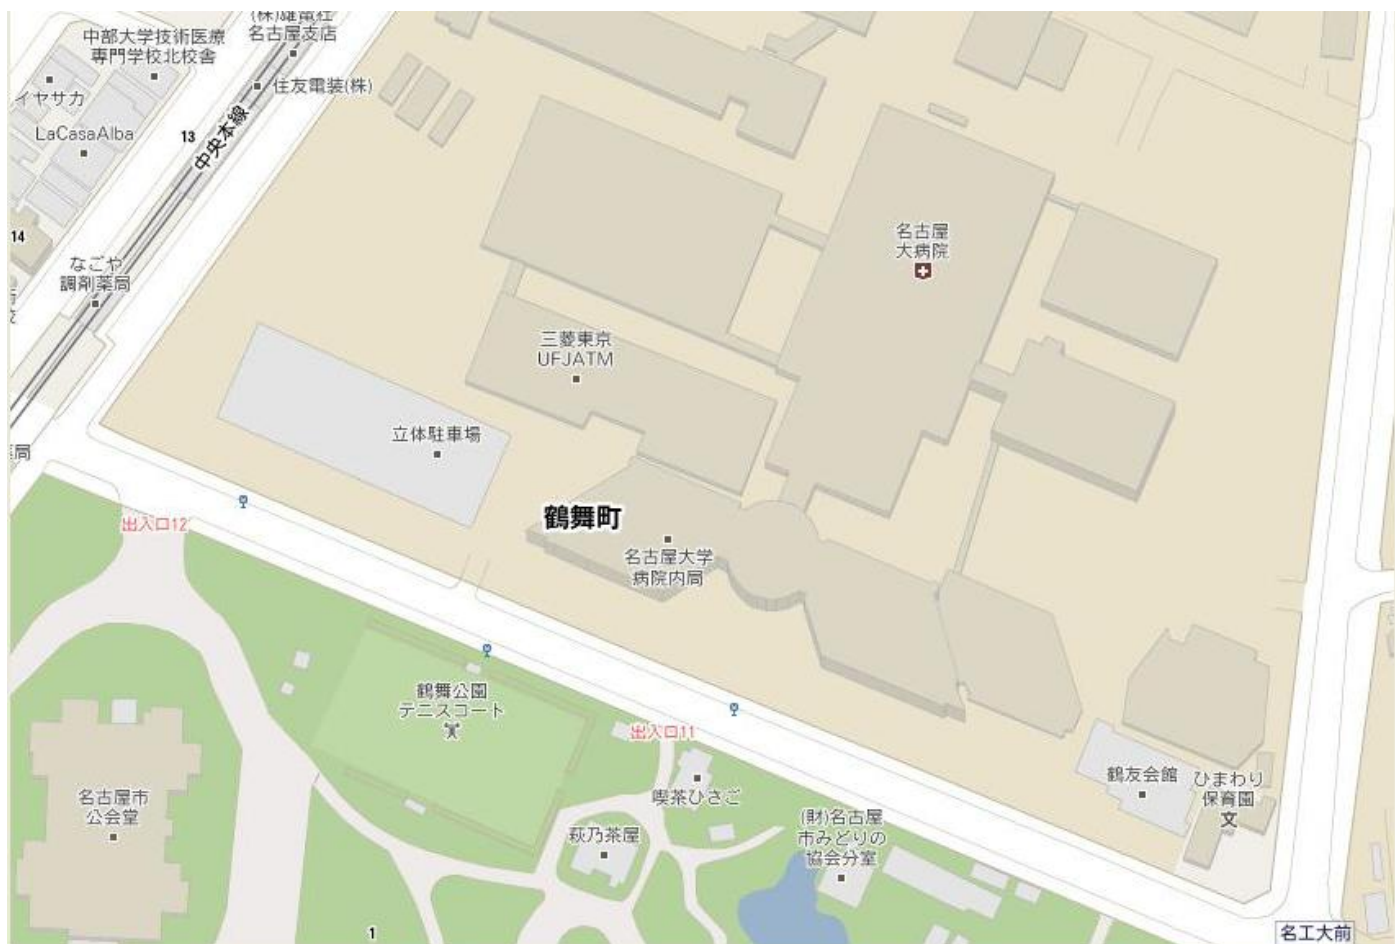 (株)雄電社
名古屋支店
中部大学技術医療
専門学校北校舎
住友電装(株)
イヤサカ
LaCasaAlba
13
中央本線
14
なごや
調剤薬局
名古屋
大病院
三菱東京
UFJATM
立体駐車場
局
鶴舞町
出入口12
名古屋大学
病院内局
鶴舞公園
テニスコート
出入口11
喫茶ひさご
鶴友会館
ひまわり
保育園
文
名古屋市
公会堂
萩乃茶屋
(財)名古屋
市みどりの
協会分室
1
名工大前